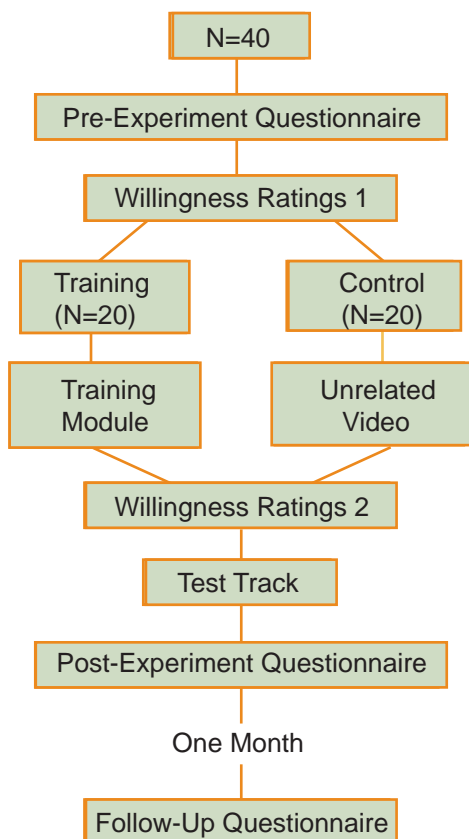 N=40
Pre-Experiment Questionnaire
Willingness Ratings 1
Training
(N=20)
Control
(N=20)
Training
Module
Unrelated
Video
Willingness Ratings 2
Test Track
Post-Experiment Questionnaire
One Month
Follow-Up Questionnaire